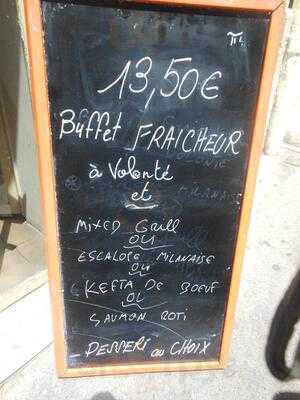 13,50€
Buffet FRAICHEUR
à Volonté
et
MIXED Grill
OU
ESCALOPE MILANAISE
OU
KEFTA DE BOEUF
OU
SAUMON ROTI
- DESSERT au CHOIX